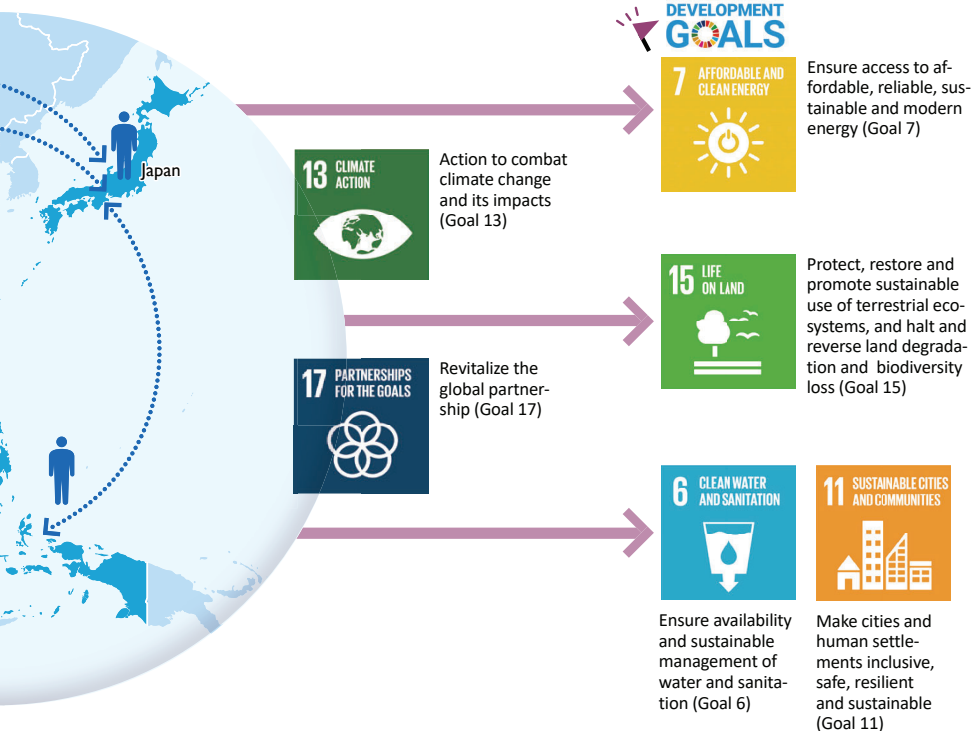 DEVELOPMENT
GOALS
7 AFFORDABLE AND
CLEAN ENERGY
Ensure access to af-
fordable, reliable, sus-
tainable and modern
energy (Goal 7)
Japan
13 CLIMATE
ACTION
Action to combat
climate change
and its impacts
(Goal 13)
15 LIFE
ON LAND
Protect, restore and
promote sustainable
use of terrestrial eco-
systems, and halt and
reverse land degrada-
tion and biodiversity
loss (Goal 15)
17 PARTNERSHIPS
FOR THE GOALS
Revitalize the
global partner-
ship (Goal 17)
6 CLEAN WATER
AND SANITATION
Ensure availability
and sustainable
management of
water and sanita-
tion (Goal 6)
11 SUSTAINABLE CITIES
AND COMMUNITIES
Make cities and
human settle-
ments inclusive,
safe, resilient
and sustainable
(Goal 11)